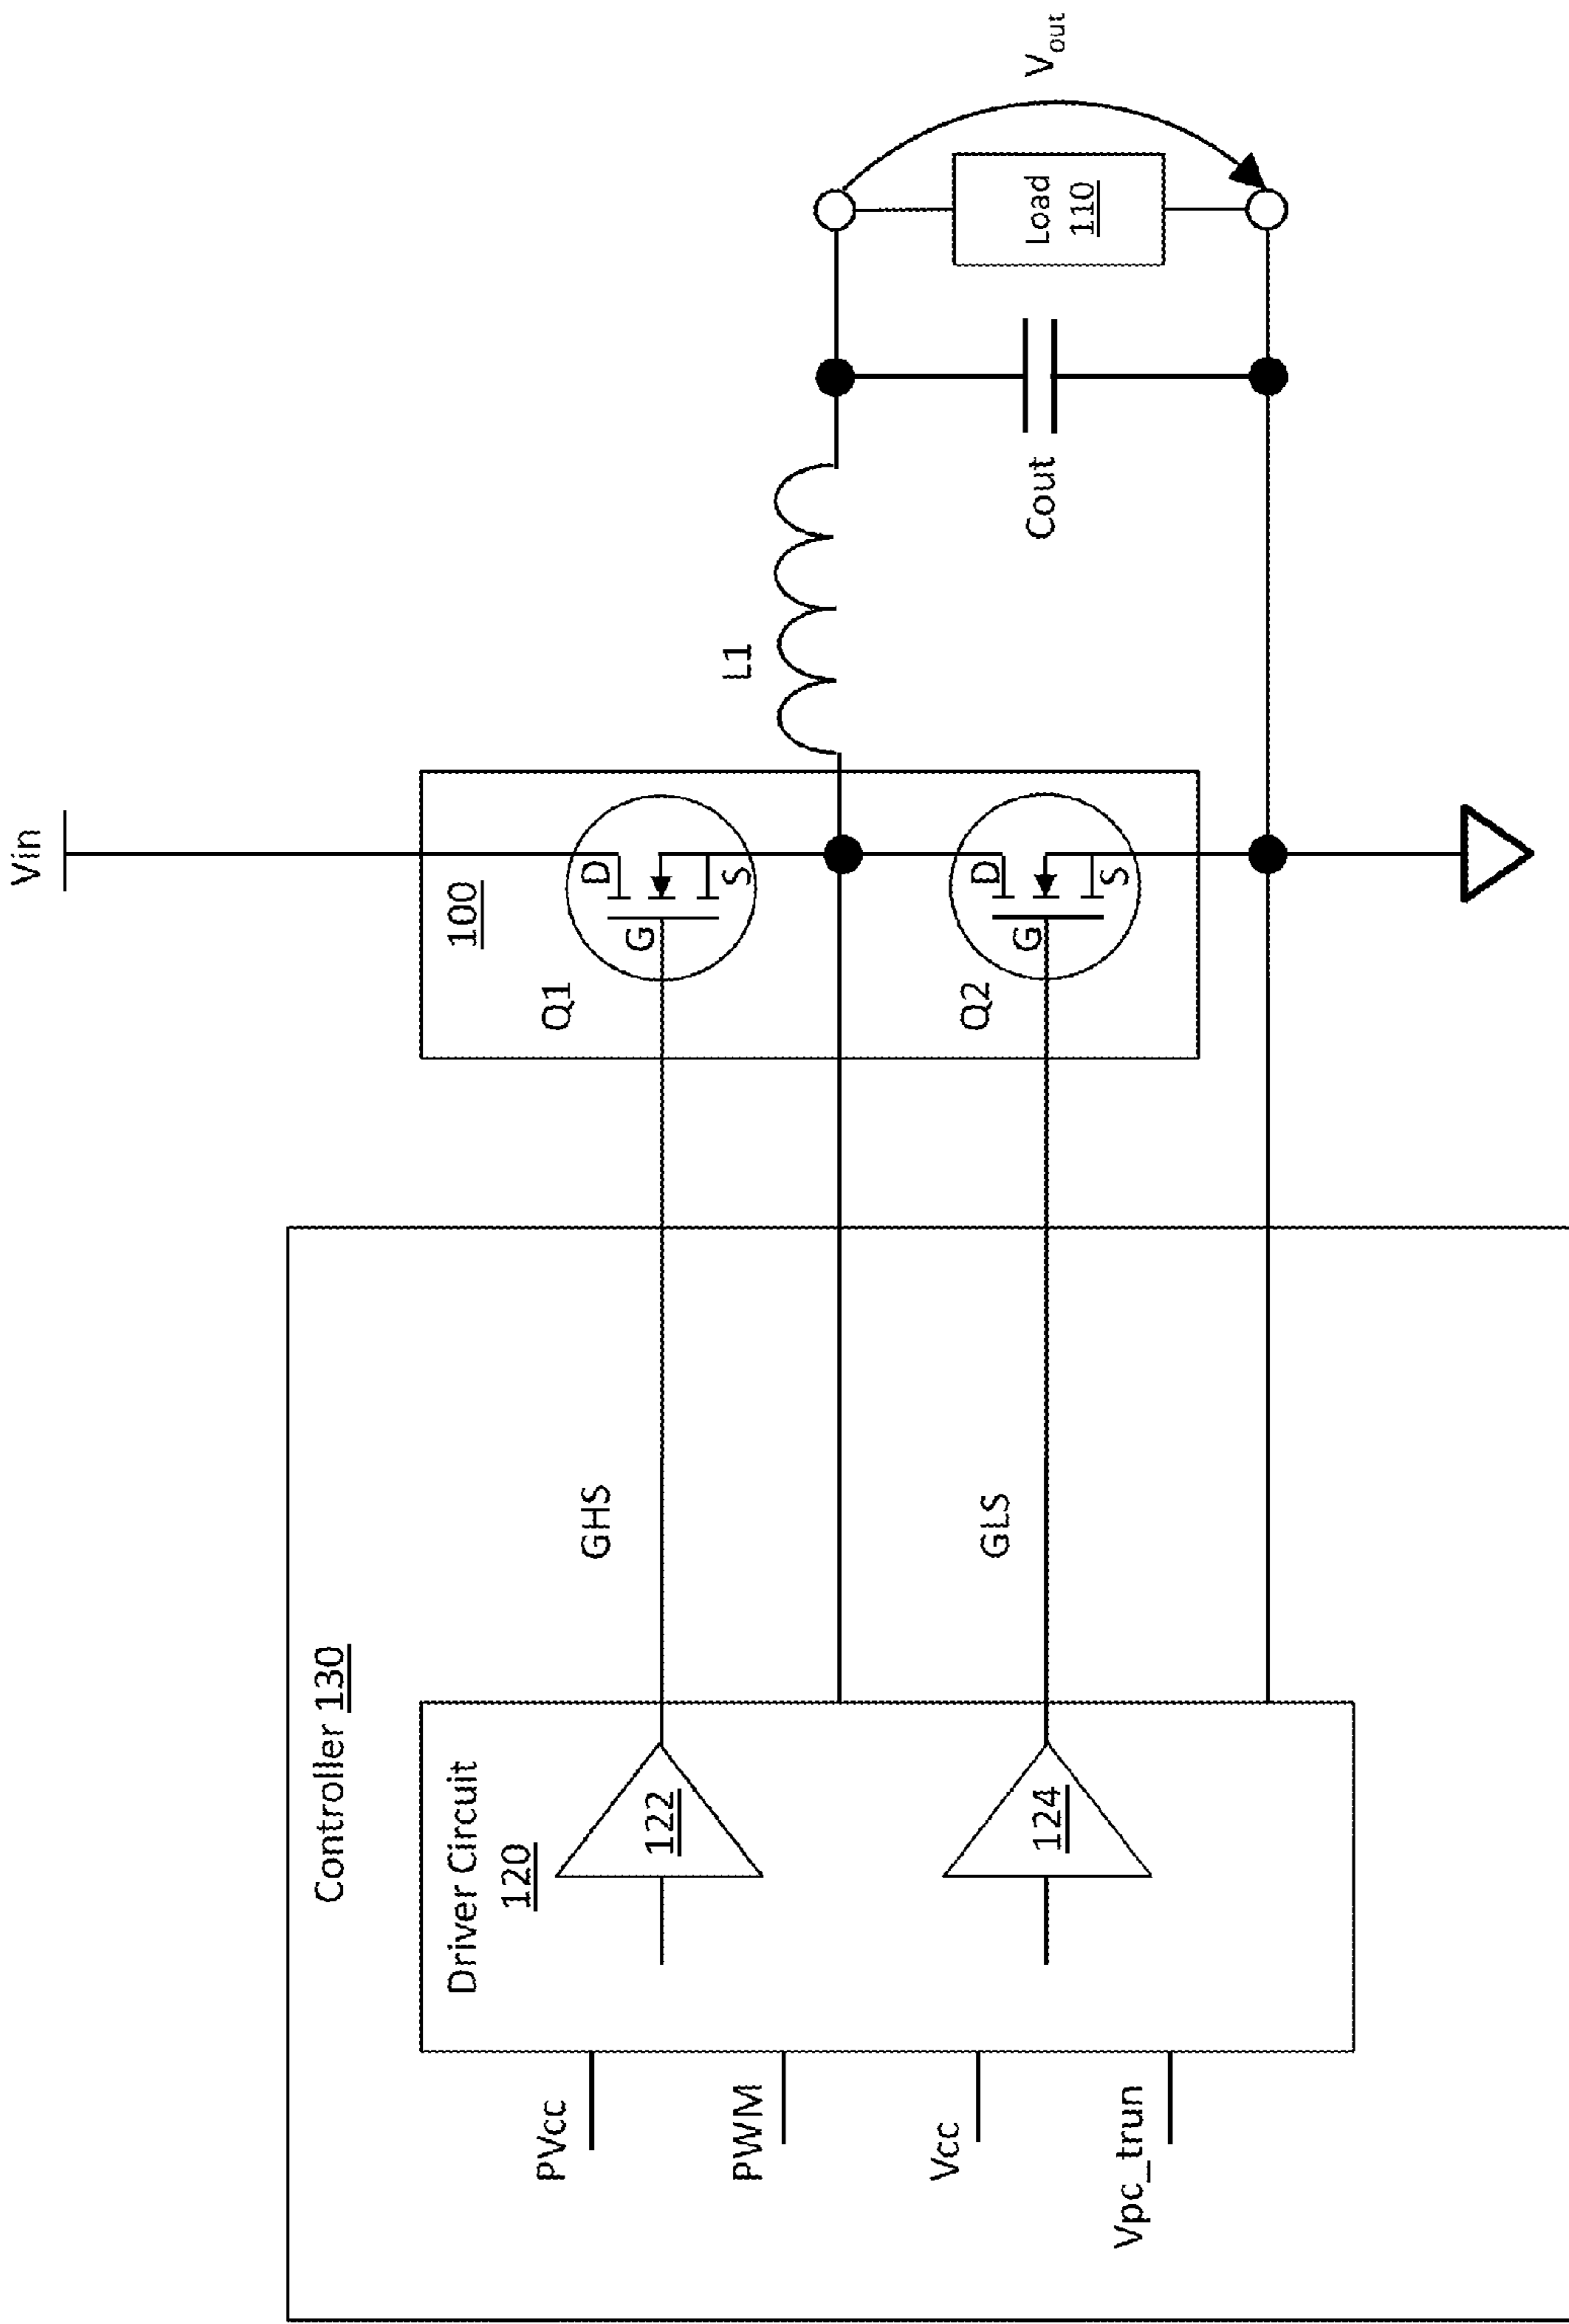 Vin
100
Q1
D
G
S
Q2
D
G
S
L1
Cout
Load
110
Vout
Controller 130
Driver Circuit
120
122
124
GHS
GLS
PVcc
PWM
Vcc
Vpc_trun